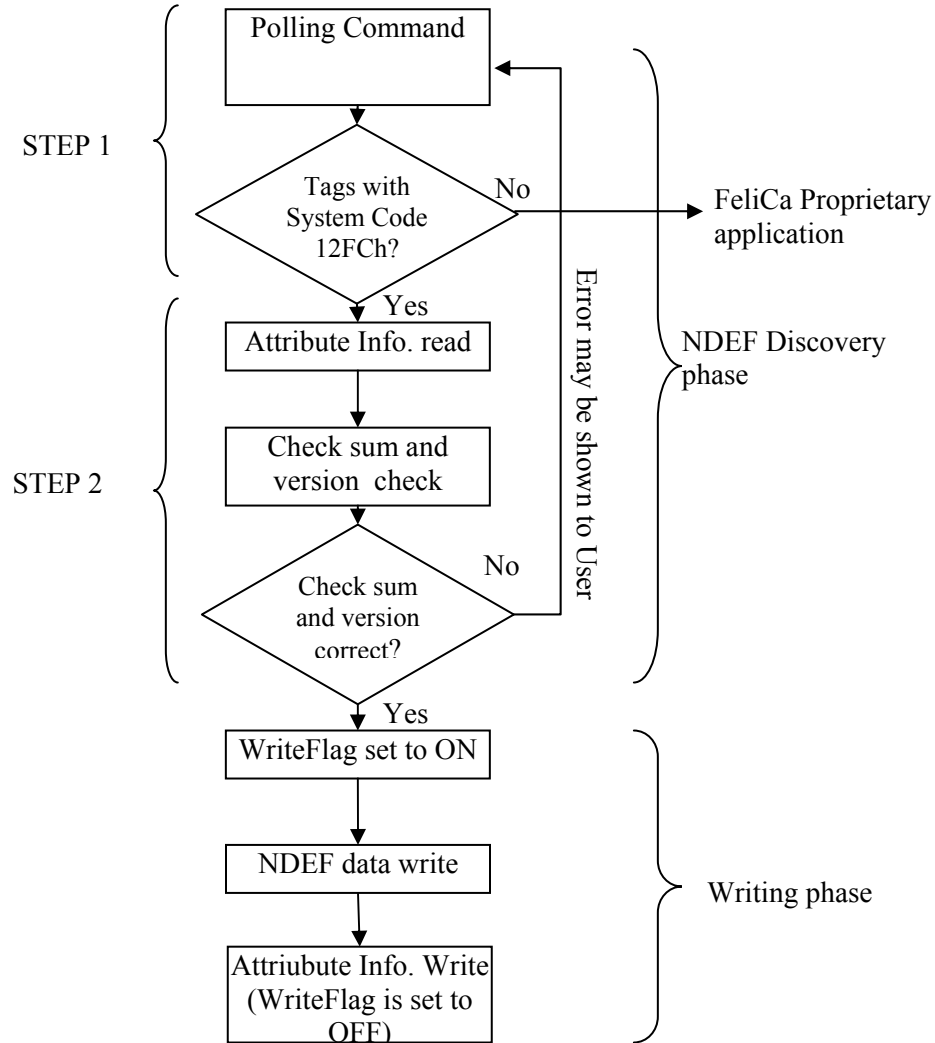 Polling Command
STEP 1
Tags with
System Code
12FCh?
No
FeliCa Proprietary
application
Yes
Attribute Info. read
Error may be shown to User
NDEF Discovery
phase
STEP 2
Check sum and
version check
Check sum
and version
correct?
No
Yes
WriteFlag set to ON
NDEF data write
Writing phase
Attriubute Info. Write
(WriteFlag is set to
OFF)